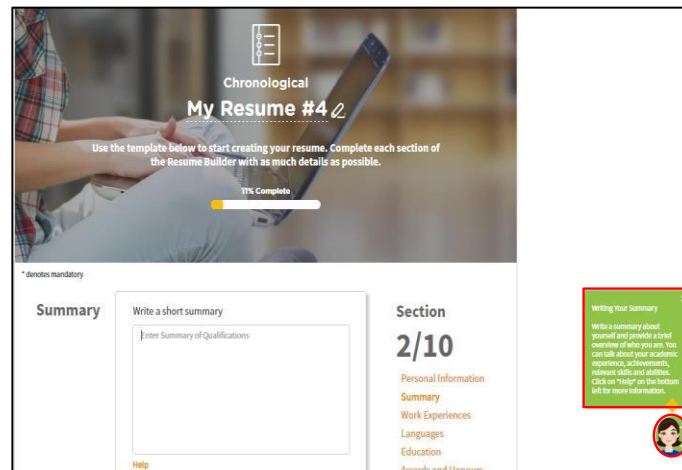 Chronological
My Resume #4
Use the template below to start creating your resume. Complete each section of
the Resume Builder with as much details as possible.
11% Complete
* denotes mandatory
Summary
Write a short summary
Enter Summary of Qualifications
Help
Section
2/10
Personal Information
Summary
Work Experiences
Languages
Education
Awards and Honours
Writing Your Summary
Write a summary about
yourself and provide a brief
overview of who you are. You
can talk about your academic
experience, achievements,
relevant skills and abilities.
Click on "Help" on the bottom
left for more information.